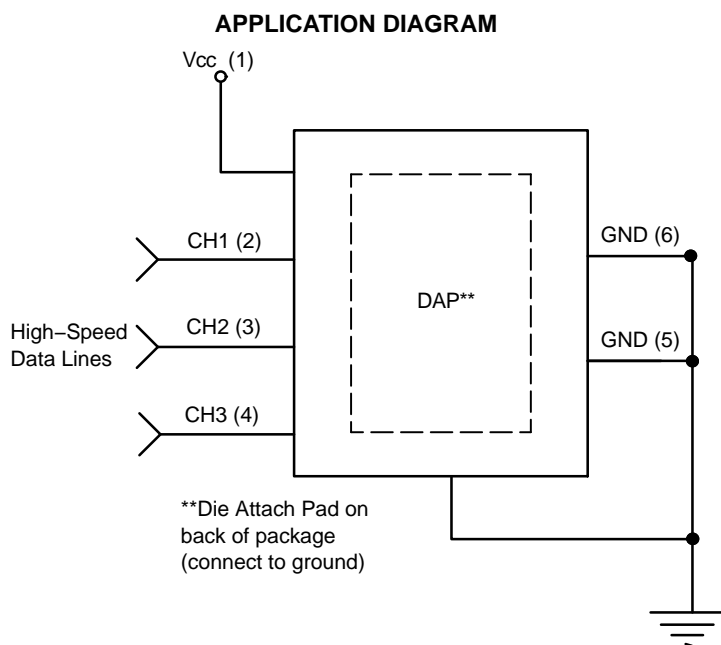 APPLICATION DIAGRAM
Vcc (1)
CH1 (2)
GND (6)
DAP**
High−Speed
Data Lines
CH2 (3)
GND (5)
CH3 (4)
**Die Attach Pad on
back of package
(connect to ground)